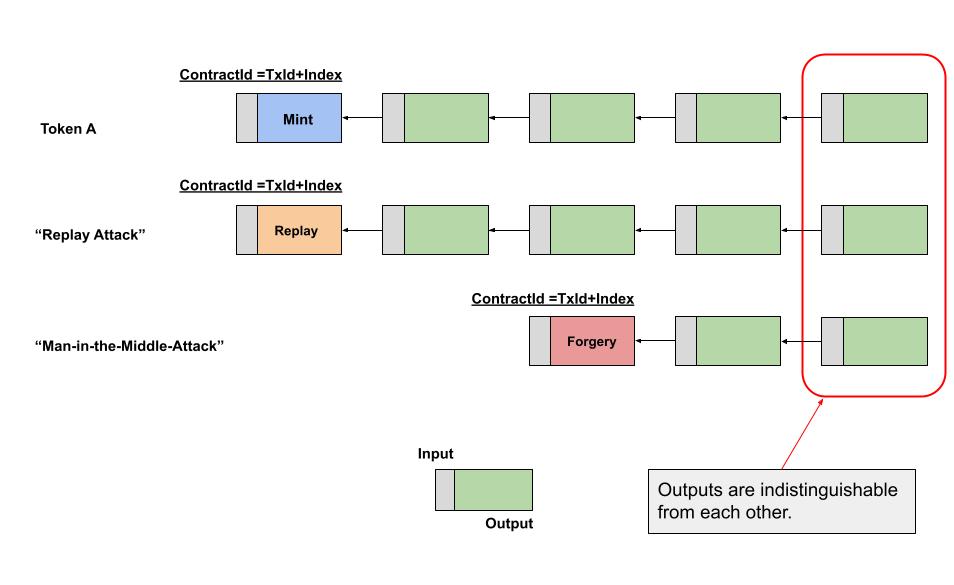 ContractId =TxId+Index
Token A
Mint
ContractId =TxId+Index
“Replay Attack”
Replay
ContractId =TxId+Index
“Man-in-the-Middle-Attack”
Forgery
Input
Output
Outputs are indistinguishable
from each other.